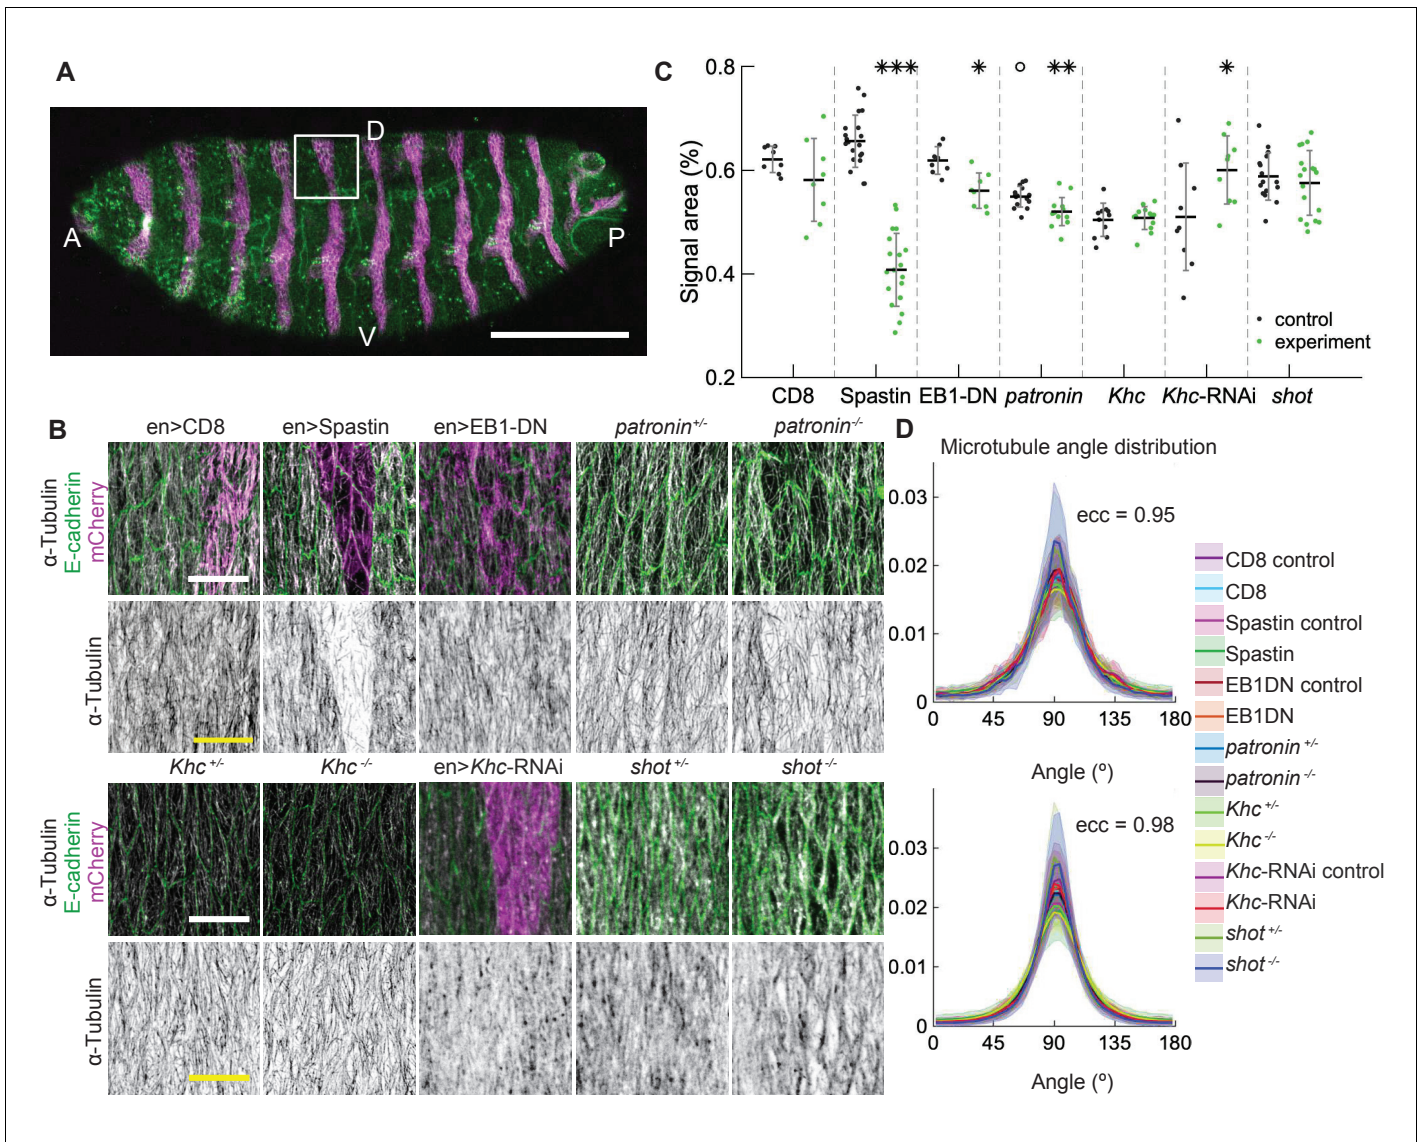 A
D
A
P
V
B
en>CD8
en>Spastin
en>EB1-DN
patronin+/-
patronin-/-
α-Tubulin
E-cadherin
mCherry
α-Tubulin
Khc+/-
Khc-/-
en>Khc-RNAi
shot+/-
shot-/-
α-Tubulin
E-cadherin
mCherry
α-Tubulin
C
Signal area (%)
0.8
0.6
0.4
0.2
✳✳✳
✳
○
✳✳
✳
control
experiment
CD8
Spastin
EB1-DN
patronin
Khc
Khc-RNAi
shot
D
Microtubule angle distribution
ecc = 0.95
0.03
0.02
0.01
0
0
45
90
135
180
Angle (º)
ecc = 0.98
0.03
0.02
0.01
0
0
45
90
135
180
Angle (º)
CD8 control
CD8
Spastin control
Spastin
EB1DN control
EB1DN
patronin+/-
patronin-/-
Khc+/-
Khc-/-
Khc-RNAi control
Khc-RNAi
shot+/-
shot-/-